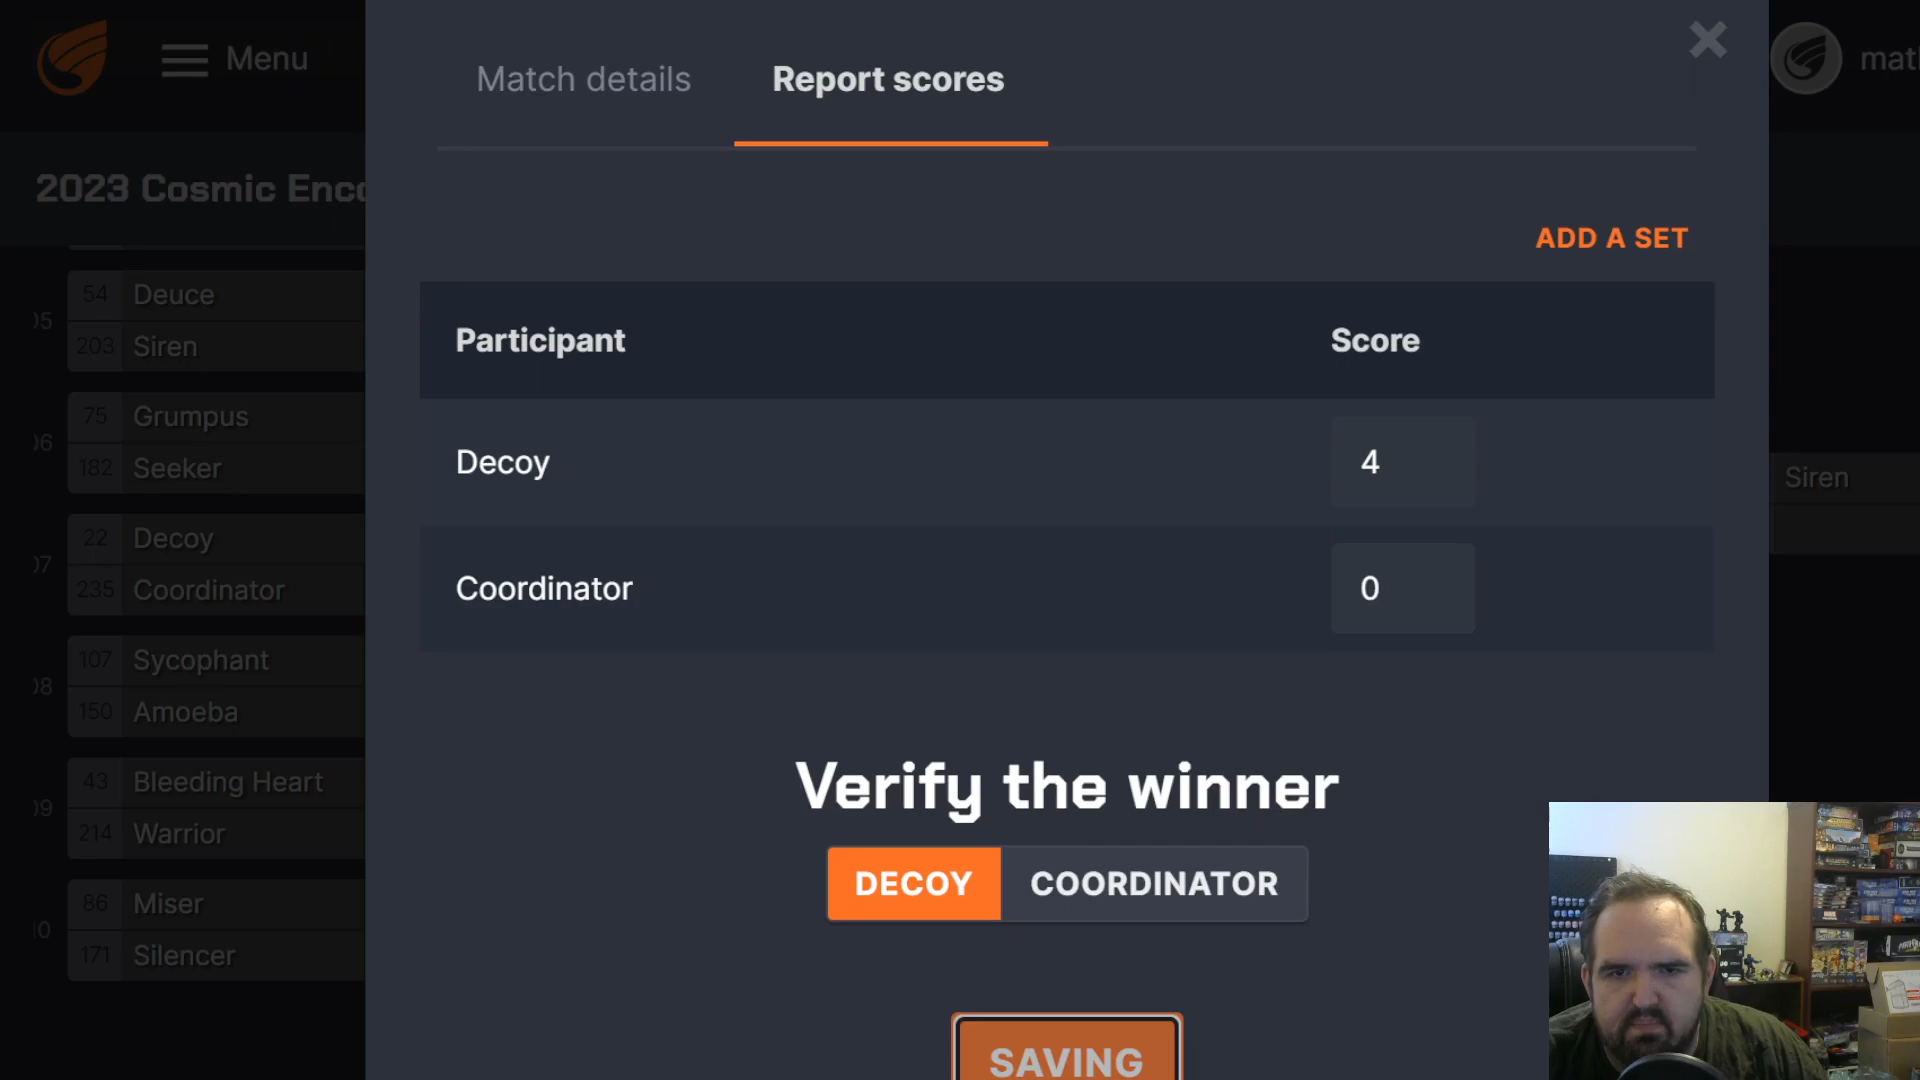 Menu
Match details
Report scores
2023 Cosmic Enco
ADD A SET
Participant
Score
Decoy
4
Coordinator
0
Verify the winner
DECOY
COORDINATOR
SAVING
54 Deuce
203 Siren
75 Grumpus
182 Seeker
22 Decoy
235 Coordinator
107 Sycophant
150 Amoeba
43 Bleeding Heart
214 Warrior
86 Miser
171 Silencer
Siren